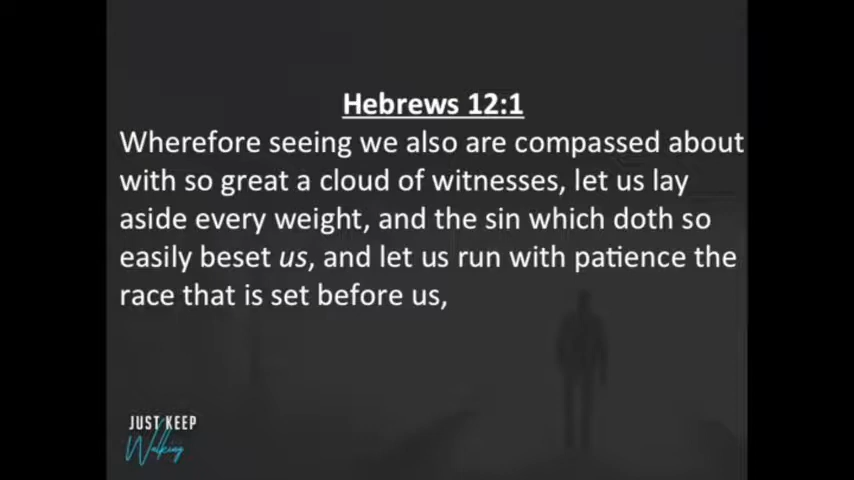 Hebrews 12:1
Wherefore seeing we also are compassed about
with so great a cloud of witnesses, let us lay
aside every weight, and the sin which doth so
easily beset us, and let us run with patience the
race that is set before us,
JUST KEEP
Walking